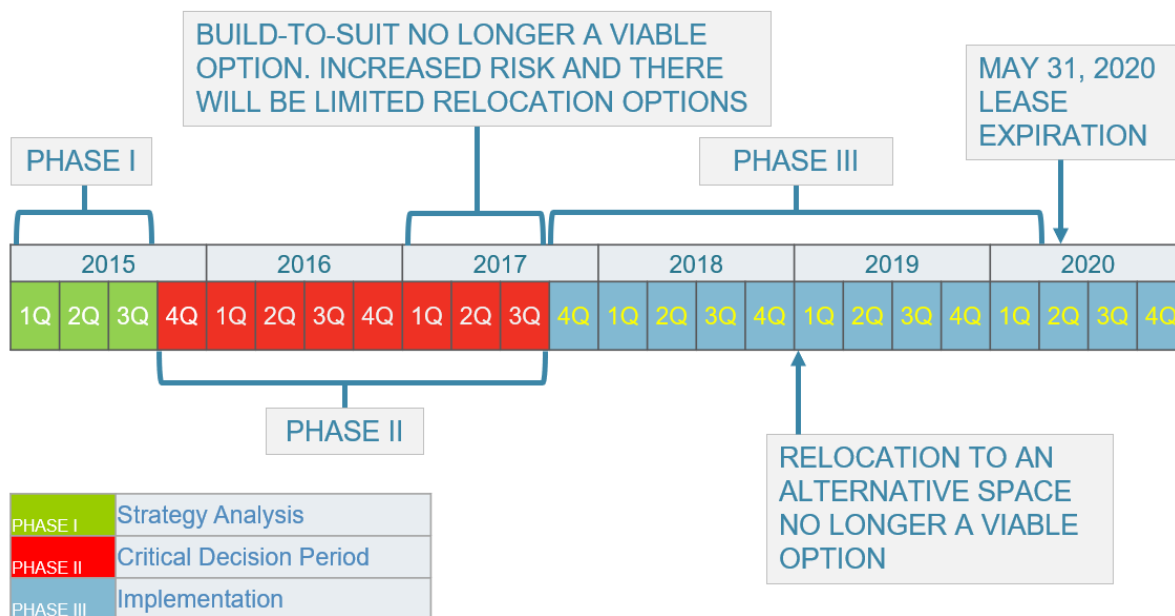 BUILD-TO-SUIT NO LONGER A VIABLE
OPTION. INCREASED RISK AND THERE
WILL BE LIMITED RELOCATION OPTIONS
MAY 31, 2020
LEASE
EXPIRATION
PHASE I
PHASE III
2015 2016 2017 2018 2019 2020
1Q 2Q 3Q 4Q 1Q 2Q 3Q 4Q 1Q 2Q 3Q 4Q 1Q 2Q 3Q 4Q 1Q 2Q 3Q 4Q 1Q 2Q 3Q 4Q
PHASE II
RELOCATION TO AN
ALTERNATIVE SPACE
NO LONGER A VIABLE
OPTION
PHASE I Strategy Analysis
PHASE II Critical Decision Period
PHASE III Implementation